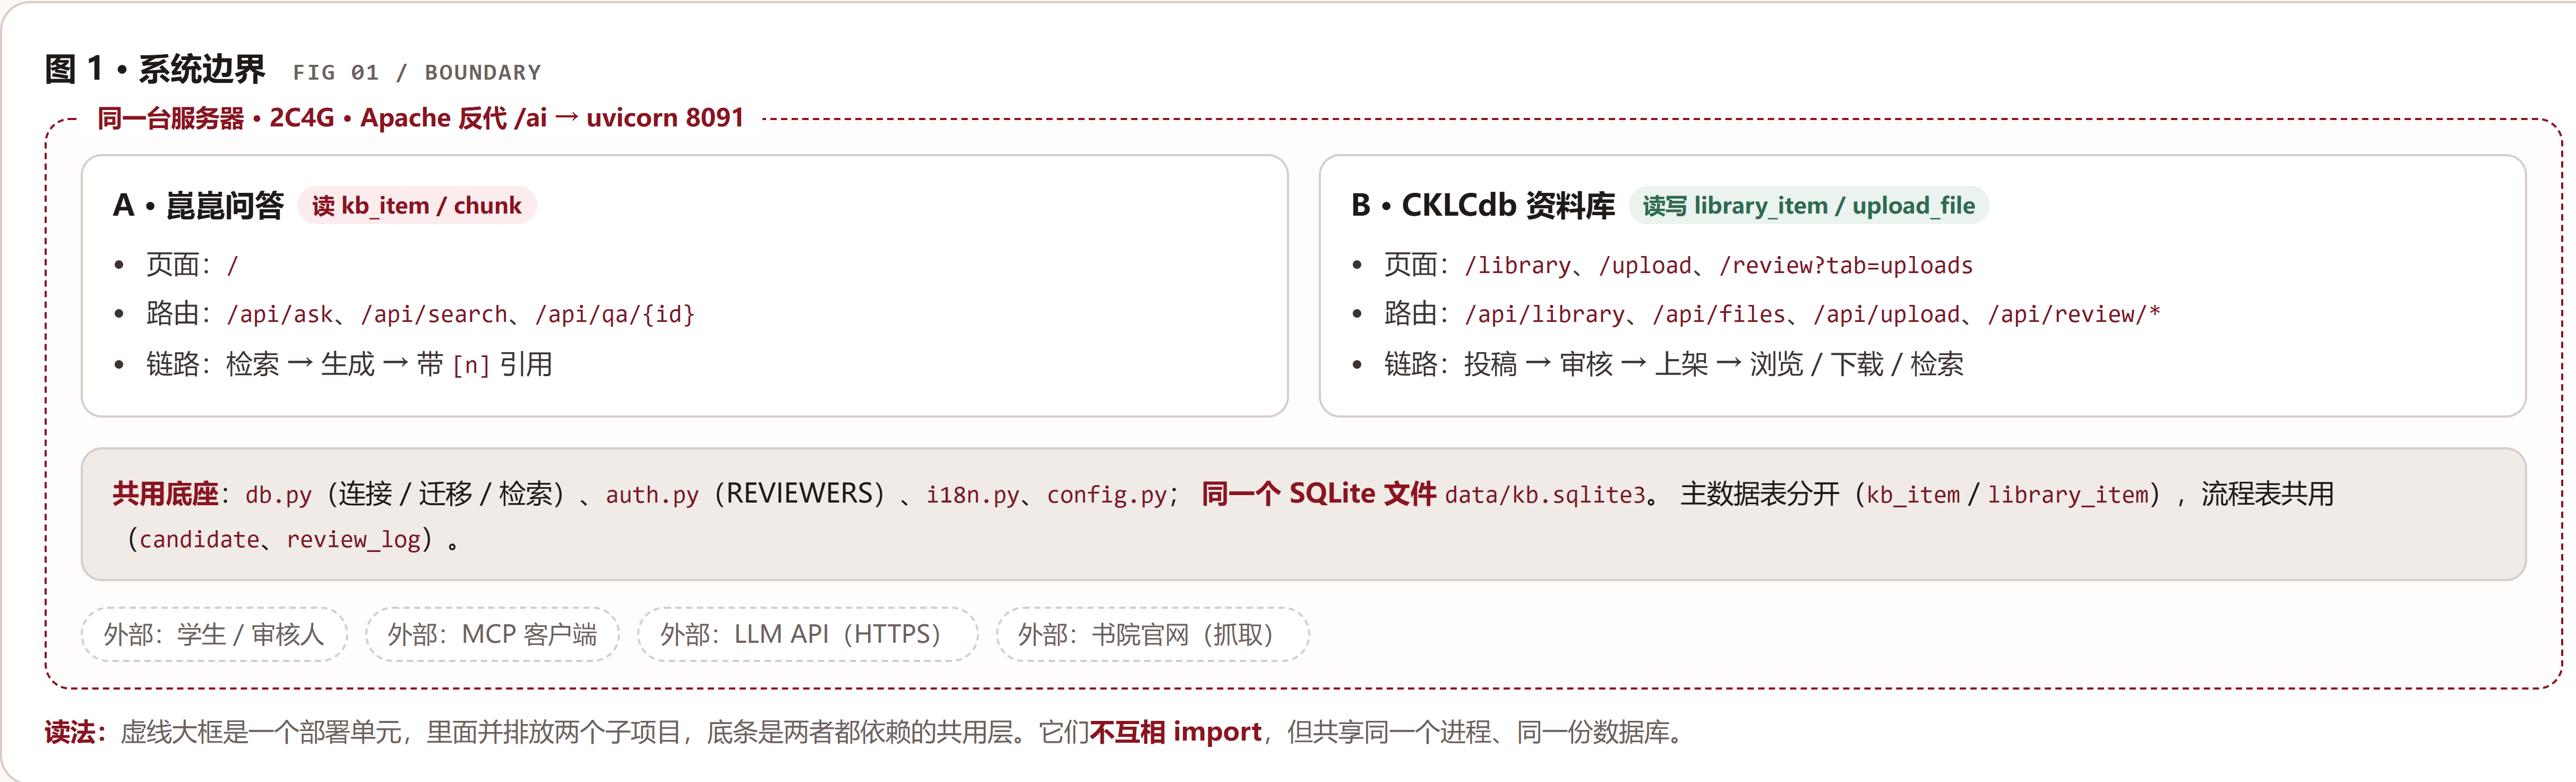 图 1 • 系统边界 FIG 01 / BOUNDARY
同一台服务器 • 2C4G • Apache 反代 /ai → uvicorn 8091
A • 崑崑问答 读 kb_item / chunk
• 页面：/
• 路由：/api/ask、/api/search、/api/qa/{id}
• 链路：检索 → 生成 → 带 [n] 引用
B • CKLCdb 资料库 读写 library_item / upload_file
• 页面：/library、/upload、/review?tab=uploads
• 路由：/api/library、/api/files、/api/upload、/api/review/*
• 链路：投稿 → 审核 → 上架 → 浏览 / 下载 / 检索
共用底座：db.py（连接 / 迁移 / 检索）、auth.py（REVIEWERS）、i18n.py、config.py；同一个 SQLite 文件 data/kb.sqlite3。 主数据表分开（kb_item / library_item），流程表共用
（candidate、review_log）。
外部：学生 / 审核人 外部：MCP 客户端 外部：LLM API（HTTPS） 外部：书院官网（抓取）
读法：虚线大框是一个部署单元，里面并排放两个子项目，底条是两者都依赖的共用层。它们不互相 import，但共享同一个进程、同一份数据库。